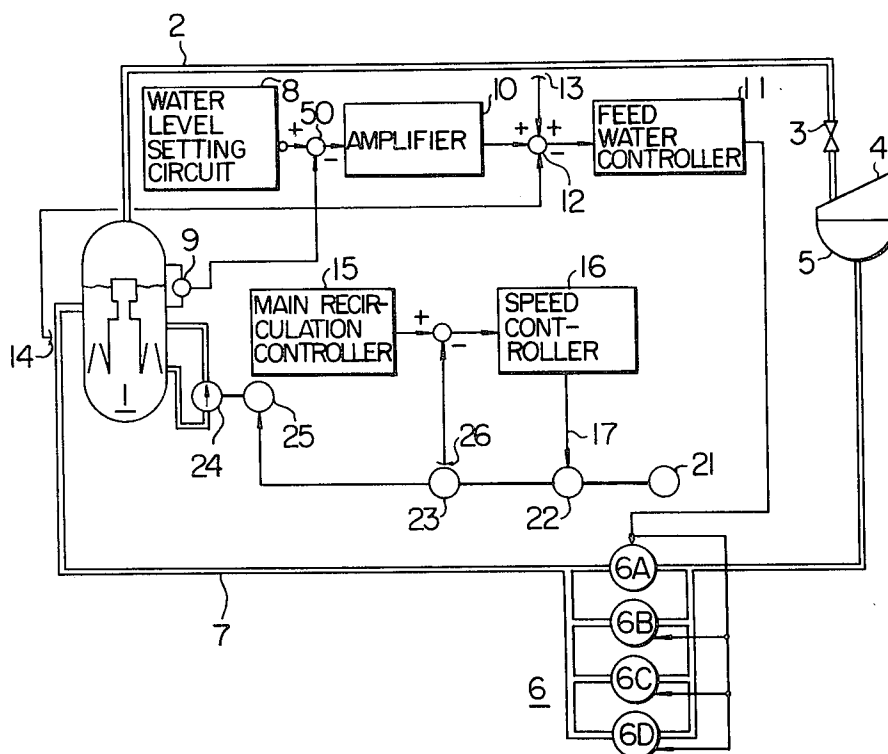 2
8
WATER
LEVEL
SETTING
CIRCUIT
+
50
-
10
AMPLIFIER
13
+
+
-
12
11
FEED
WATER
CONTROLLER
3
4
5
9
14
1
15
MAIN RECIR-
CULATION
CONTROLLER
+
-
16
SPEED
CONT-
ROLLER
24
25
26
17
21
23
22
7
6
6A
6B
6C
6D